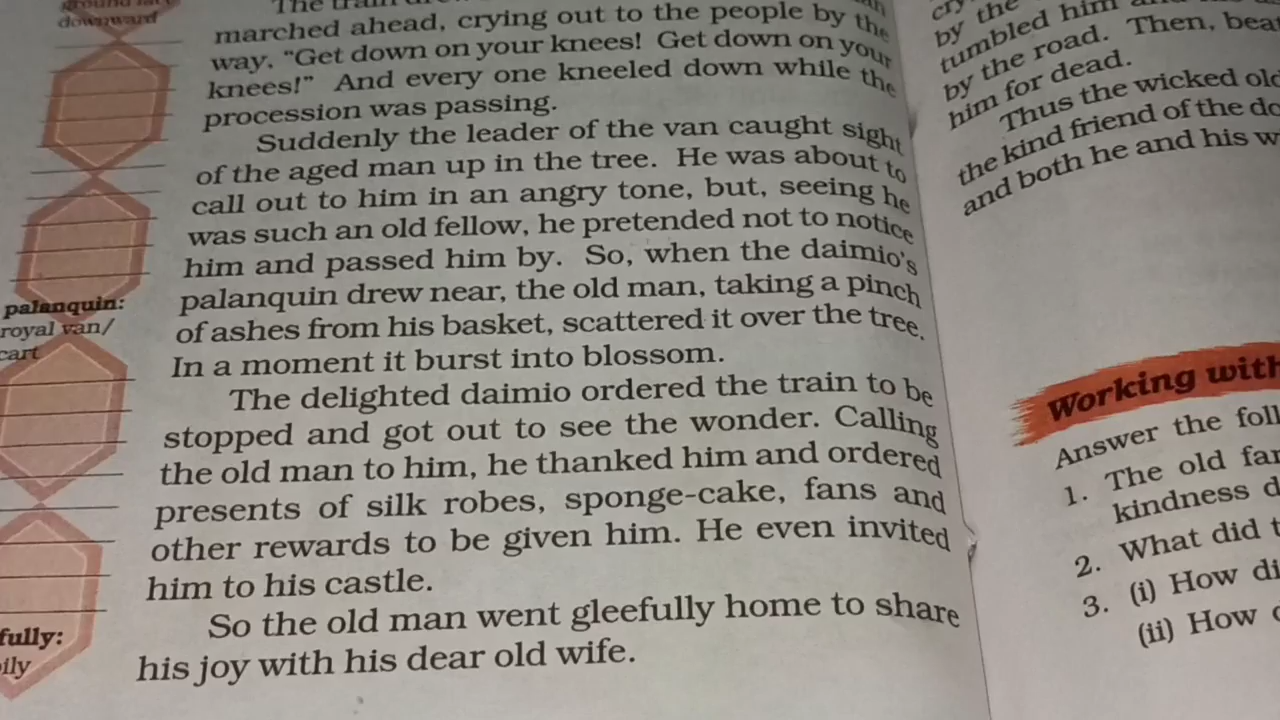 downward
The train
marched ahead, crying out to the people by the
way, "Get down on your knees! Get down on your
knees!" And every one kneeled down while the
procession was passing.
Suddenly the leader of the van caught sight
of the aged man up in the tree. He was about to
call out to him in an angry tone, but, seeing he
was such an old fellow, he pretended not to notice
him and passed him by. So, when the daimio's
palanquin drew near, the old man, taking a pinch
of ashes from his basket, scattered it over the tree.
In a moment it burst into blossom.
The delighted daimio ordered the train to be
stopped and got out to see the wonder. Calling
the old man to him, he thanked him and ordered
presents of silk robes, sponge-cake, fans and
other rewards to be given him. He even invited
him to his castle.
So the old man went gleefully home to share
his joy with his dear old wife.
palanquin:
royal van/
cart
fully:
ily
by the
tumbled him
by the road. Then, bea
him for dead.
Thus the wicked old
the kind friend of the do
and both he and his w
Working with
Answer the foll
1. The old far
kindness d
2. What did t
3. (i) How di
(ii) How